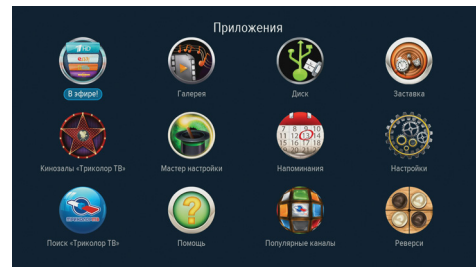 Приложения
В эфире!
Галерея
Диск
Заставка
Кинозалы «Триколор ТВ»
Мастер настройки
Напоминания
Настройки
Поиск «Триколор ТВ»
Помощь
Популярные каналы
Реверси